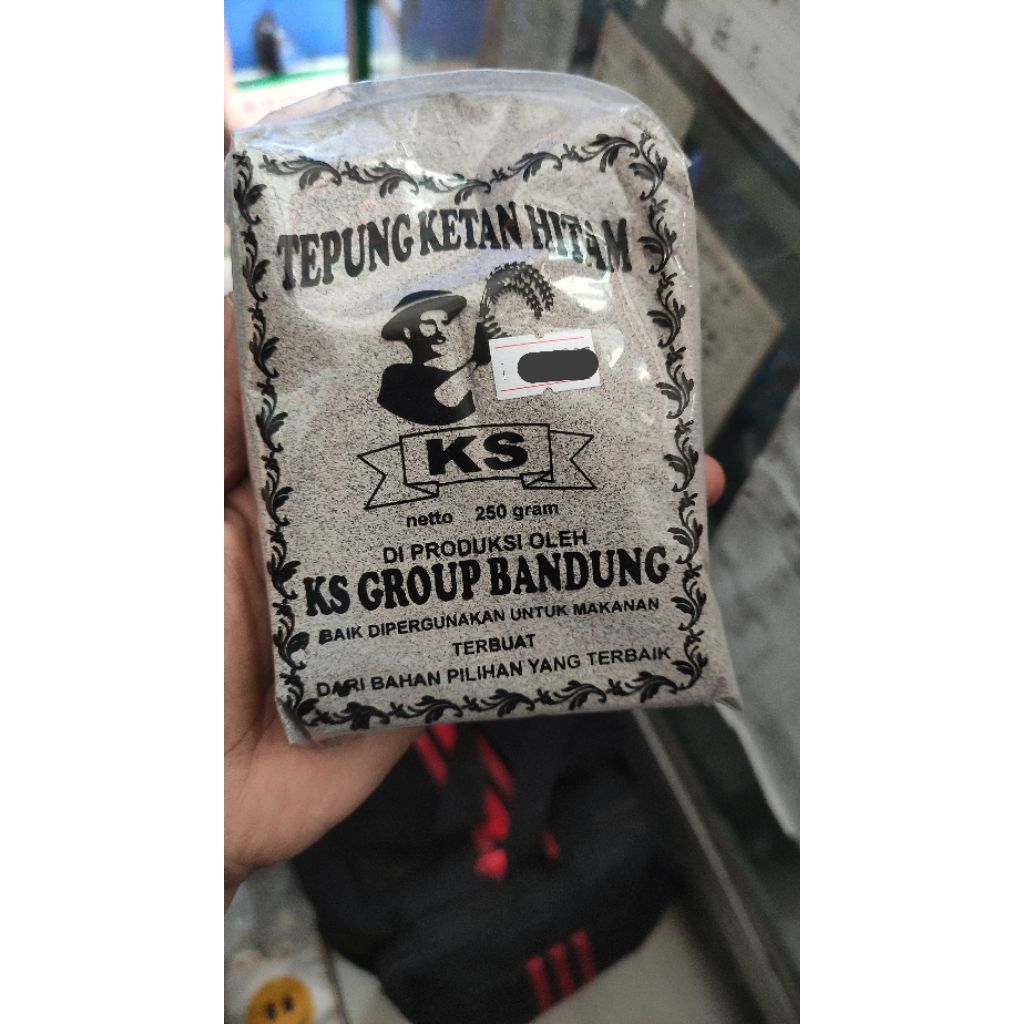 TEPUNG KETAN HITAM
KS
netto 250 gram
DI PRODUKSI OLEH
KS GROUP BANDUNG
BAIK DIPERGUNAKAN UNTUK MAKANAN
TERBUAT
DARI BAHAN PILIHAN YANG TERBAIK